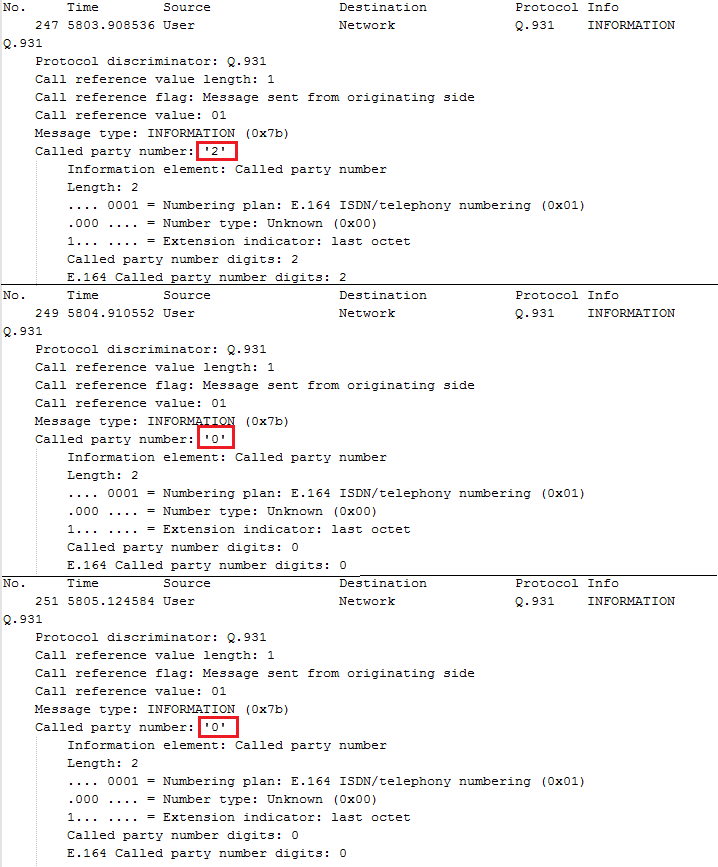 No. Time Source Destination Protocol Info
247 5803.908536 User Network Q.931 INFORMATION
Q.931
Protocol discriminator: Q.931
Call reference value length: 1
Call reference flag: Message sent from originating side
Call reference value: 01
Message type: INFORMATION (0x7b)
Called party number: '2'
Information element: Called party number
Length: 2
.... 0001 = Numbering plan: E.164 ISDN/telephony numbering (0x01)
.000 .... = Number type: Unknown (0x00)
1... .... = Extension indicator: last octet
Called party number digits: 2
E.164 Called party number digits: 2
No. Time Source Destination Protocol Info
249 5804.910552 User Network Q.931 INFORMATION
Q.931
Protocol discriminator: Q.931
Call reference value length: 1
Call reference flag: Message sent from originating side
Call reference value: 01
Message type: INFORMATION (0x7b)
Called party number: '0'
Information element: Called party number
Length: 2
.... 0001 = Numbering plan: E.164 ISDN/telephony numbering (0x01)
.000 .... = Number type: Unknown (0x00)
1... .... = Extension indicator: last octet
Called party number digits: 0
E.164 Called party number digits: 0
No. Time Source Destination Protocol Info
251 5805.124584 User Network Q.931 INFORMATION
Q.931
Protocol discriminator: Q.931
Call reference value length: 1
Call reference flag: Message sent from originating side
Call reference value: 01
Message type: INFORMATION (0x7b)
Called party number: '0'
Information element: Called party number
Length: 2
.... 0001 = Numbering plan: E.164 ISDN/telephony numbering (0x01)
.000 .... = Number type: Unknown (0x00)
1... .... = Extension indicator: last octet
Called party number digits: 0
E.164 Called party number digits: 0